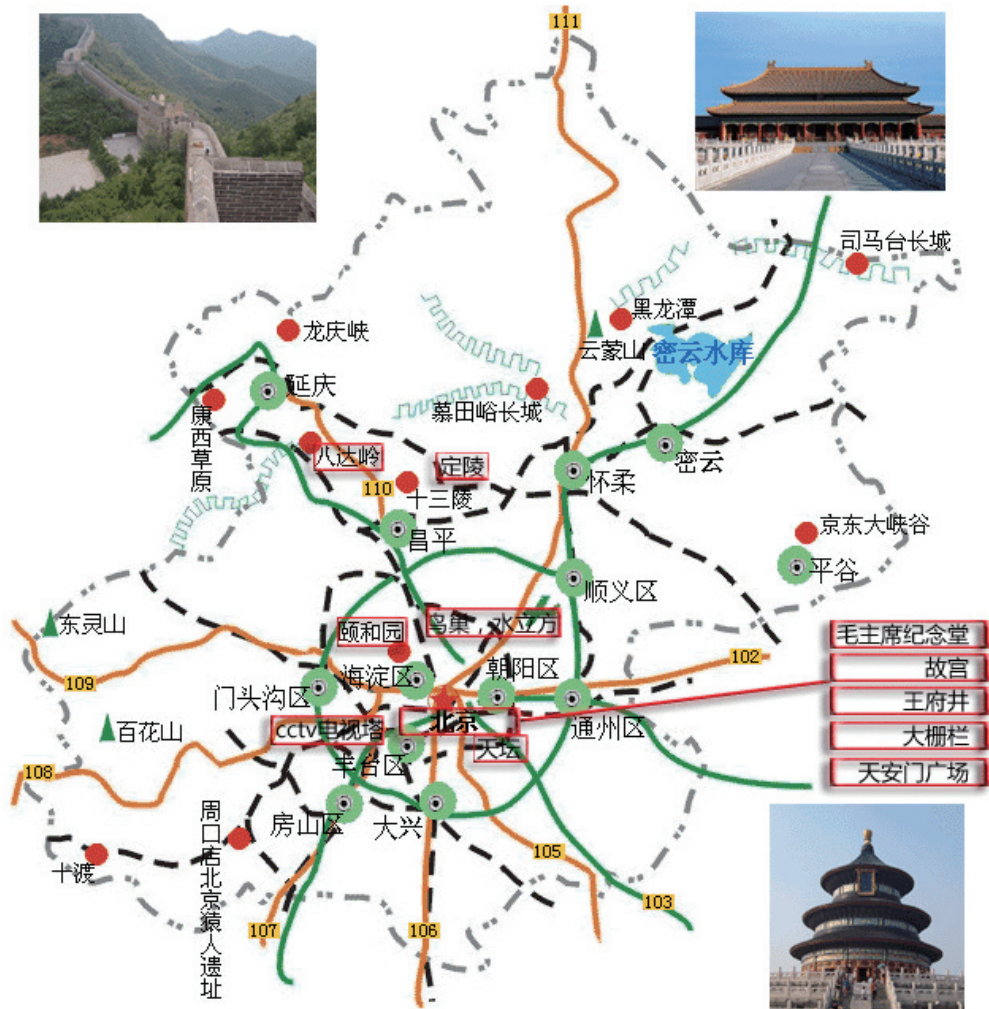 111
司马台长城
黑龙潭
龙庆峡
云蒙山
密云水库
延庆
康西草原
慕田峪长城
八达岭
定陵
密云
怀柔
110
十三陵
昌平
京东大峡谷
平谷
顺义区
东灵山
颐和园
鸟巢，水立方
毛主席纪念堂
102
海淀区
朝阳区
故宫
109
门头沟区
北京
王府井
百花山
cctv电视塔
通州区
天坛
大栅栏
丰台区
108
天安门广场
周口店北京猿人遗址
房山区
大兴
105
十渡
103
107
106